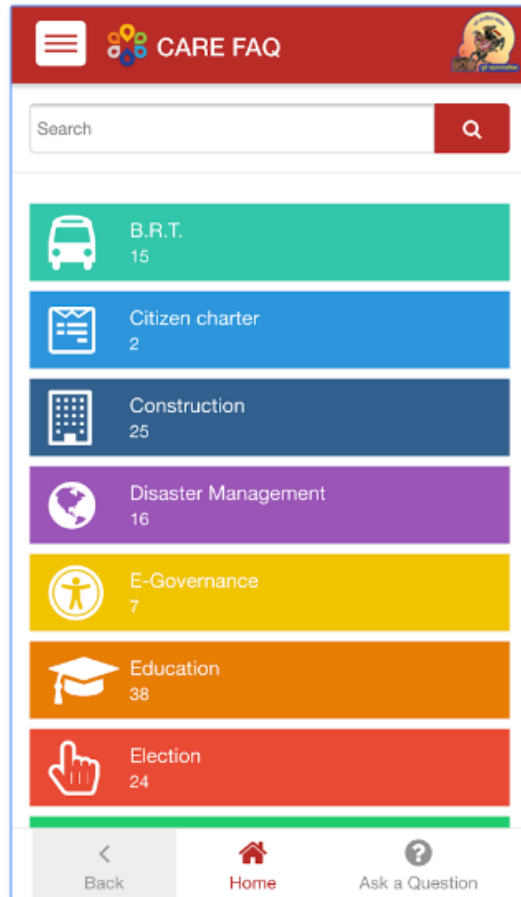 CARE FAQ
Search
B.R.T.
15
Citizen charter
2
Construction
25
Disaster Management
16
E-Governance
7
Education
38
Election
24
Back
Home
Ask a Question